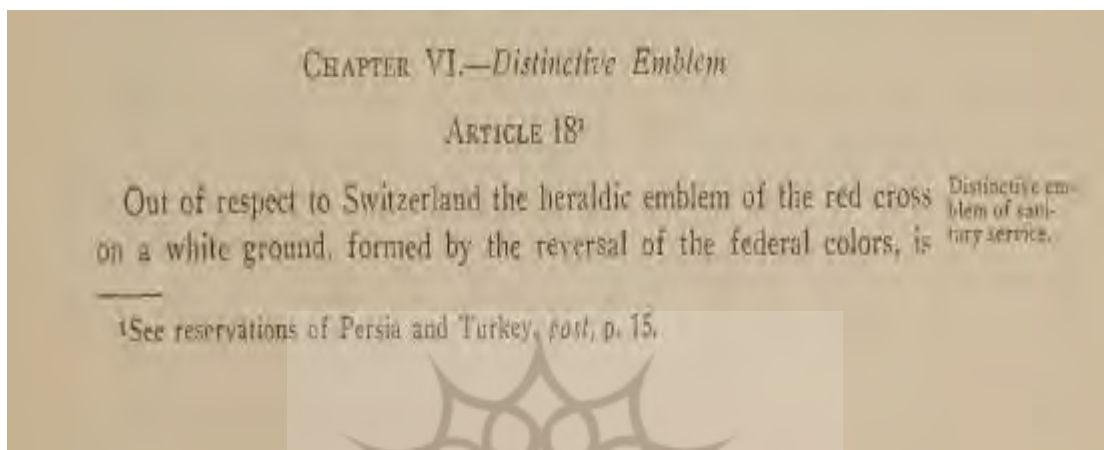 CHAPTER VI.—Distinctive Emblem
ARTICLE 18¹
Out of respect to Switzerland the heraldic emblem of the red cross
on a white ground, formed by the reversal of the federal colors, is
Distinctive em-
blem of sani-
tary service.
¹See reservations of Persia and Turkey, post, p. 15.